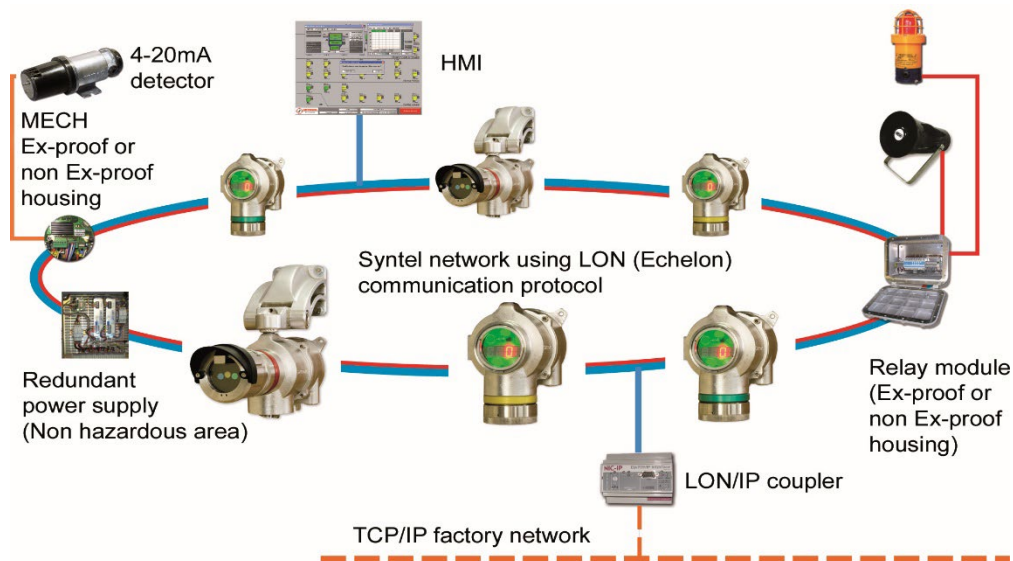 4-20mA
detector
HMI
MECH
Ex-proof or
non Ex-proof
housing
Syntel network using LON (Echelon)
communication protocol
Redundant
power supply
(Non hazardous area)
Relay module
(Ex-proof or
non Ex-proof
housing)
NIC-IP
LON/IP coupler
TCP/IP factory network